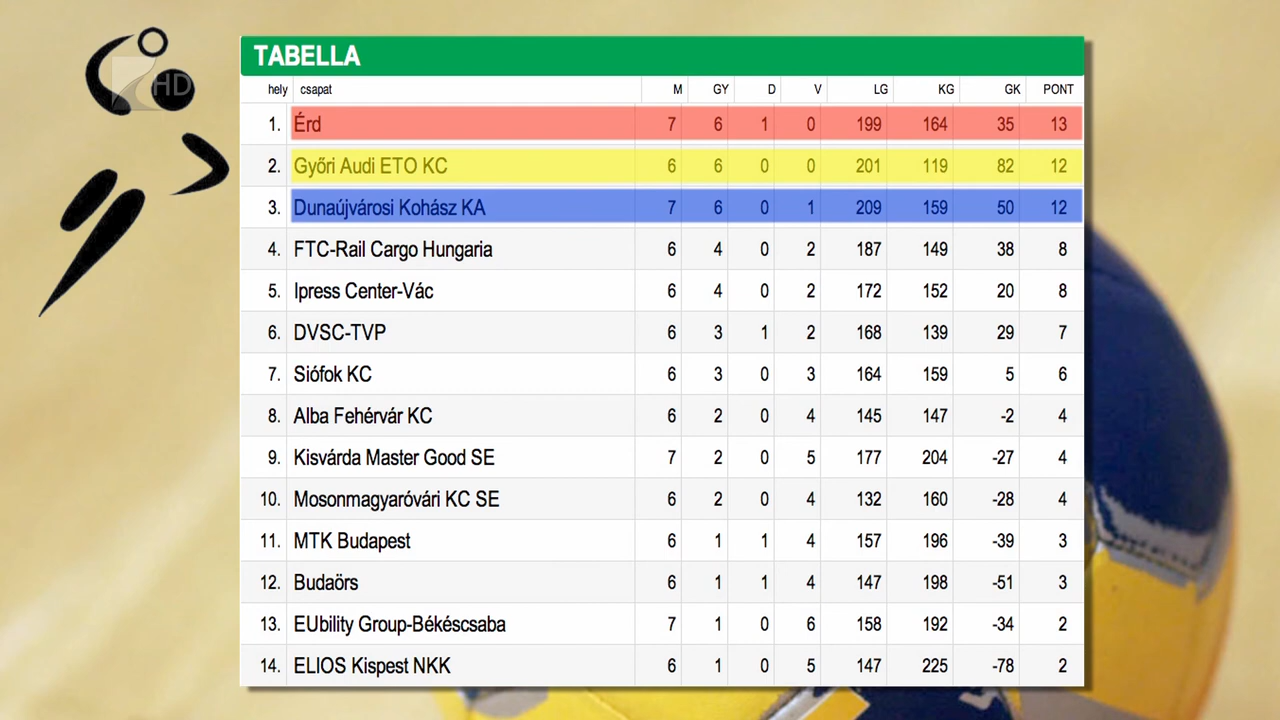 HD
TABELLA
hely csapat M GY D V LG KG GK PONT
1. Érd 7 6 1 0 199 164 35 13
2. Győri Audi ETO KC 6 6 0 0 201 119 82 12
3. Dunaújvárosi Kohász KA 7 6 0 1 209 159 50 12
4. FTC-Rail Cargo Hungaria 6 4 0 2 187 149 38 8
5. Ipress Center-Vác 6 4 0 2 172 152 20 8
6. DVSC-TVP 6 3 1 2 168 139 29 7
7. Siófok KC 6 3 0 3 164 159 5 6
8. Alba Fehérvár KC 6 2 0 4 145 147 -2 4
9. Kisvárda Master Good SE 7 2 0 5 177 204 -27 4
10. Mosonmagyaróvári KC SE 6 2 0 4 132 160 -28 4
11. MTK Budapest 6 1 1 4 157 196 -39 3
12. Budaörs 6 1 1 4 147 198 -51 3
13. EUbility Group-Békéscsaba 7 1 0 6 158 192 -34 2
14. ELIOS Kispest NKK 6 1 0 5 147 225 -78 2